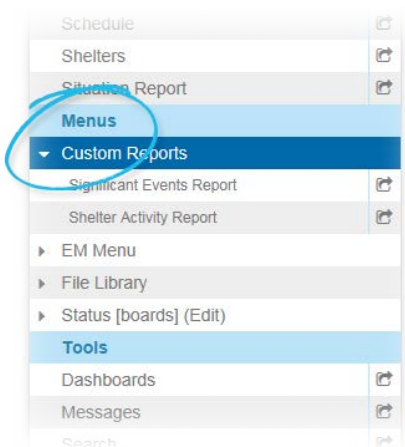 Schedule
Shelters
Situation Report
Menus
Custom Reports
Significant Events Report
Shelter Activity Report
EM Menu
File Library
Status [boards] (Edit)
Tools
Dashboards
Messages
Search